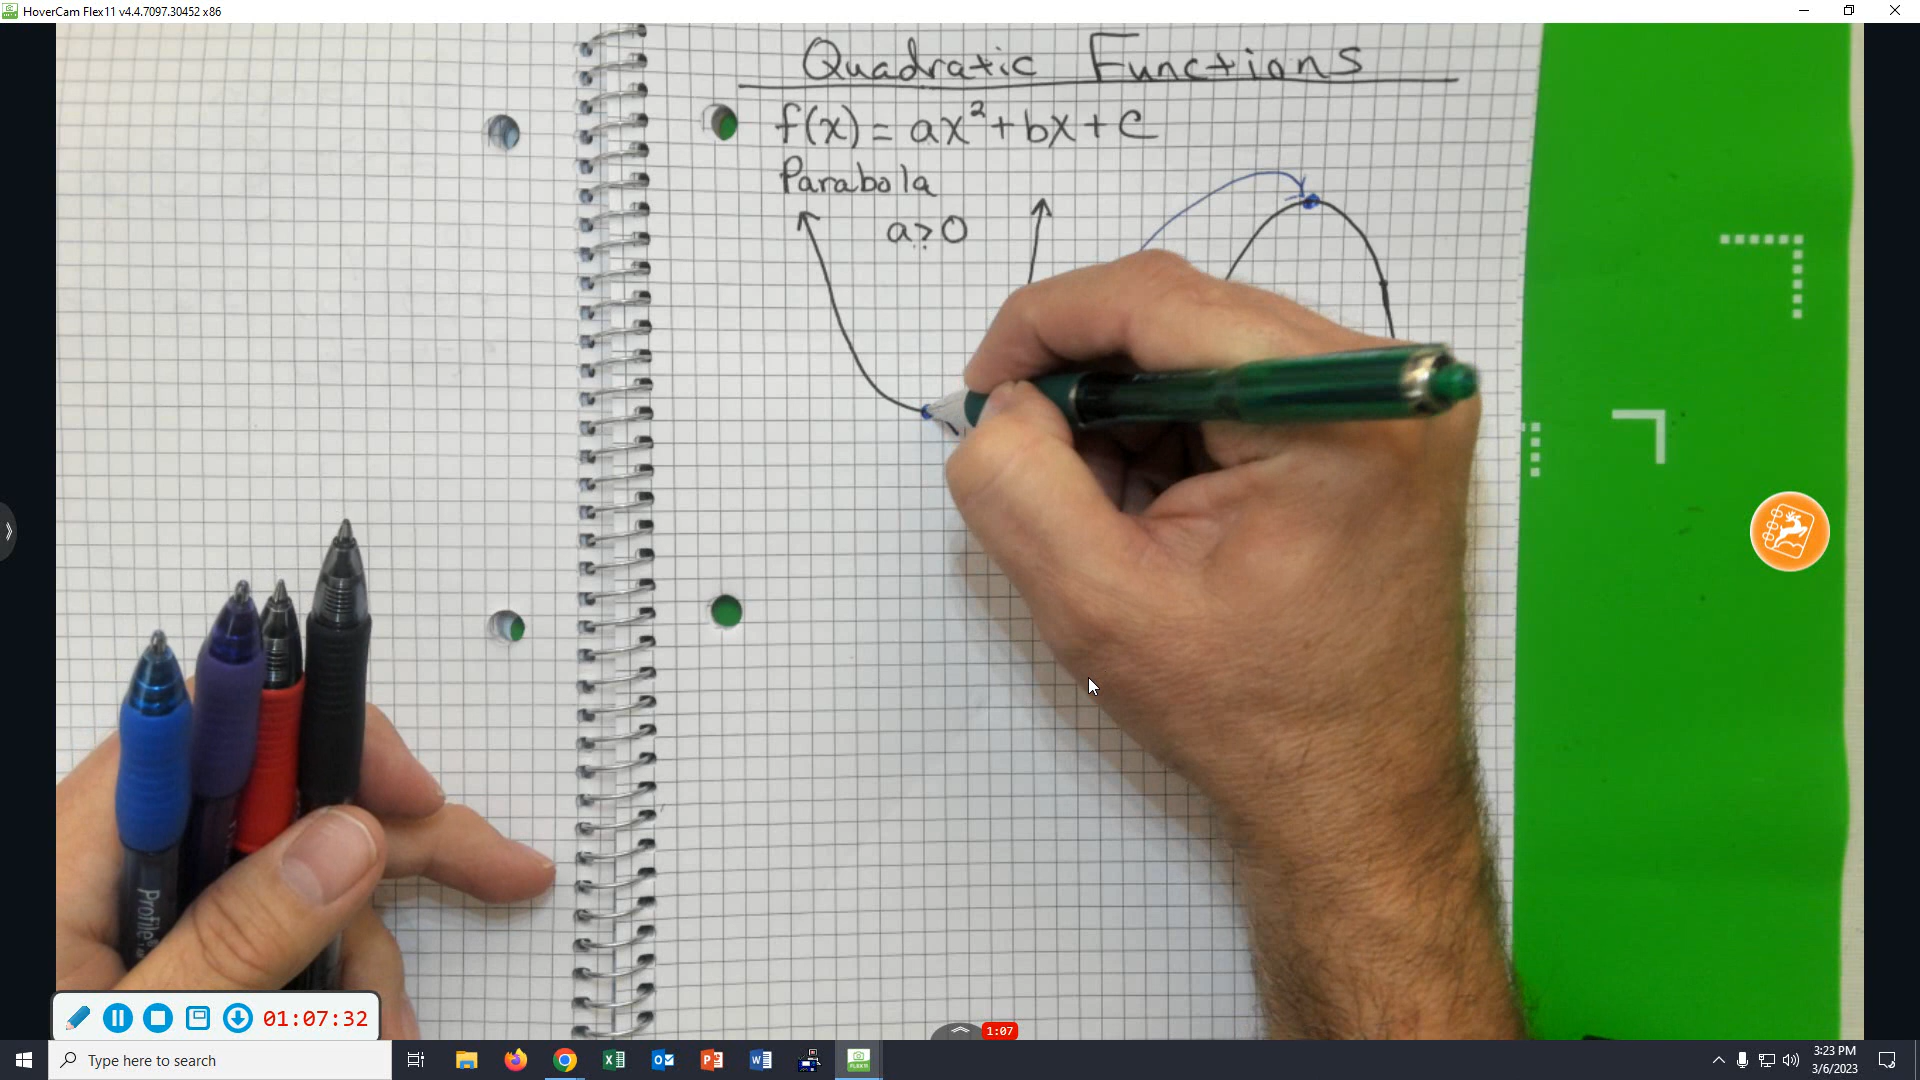 HoverCam Flex11 v4.4.7097.30452 x86
Quadratic Functions
f(x) = ax²+bx+c
Parabola
a>0
Profile
01:07:32
1:07
Type here to search
3:23 PM
3/6/2023